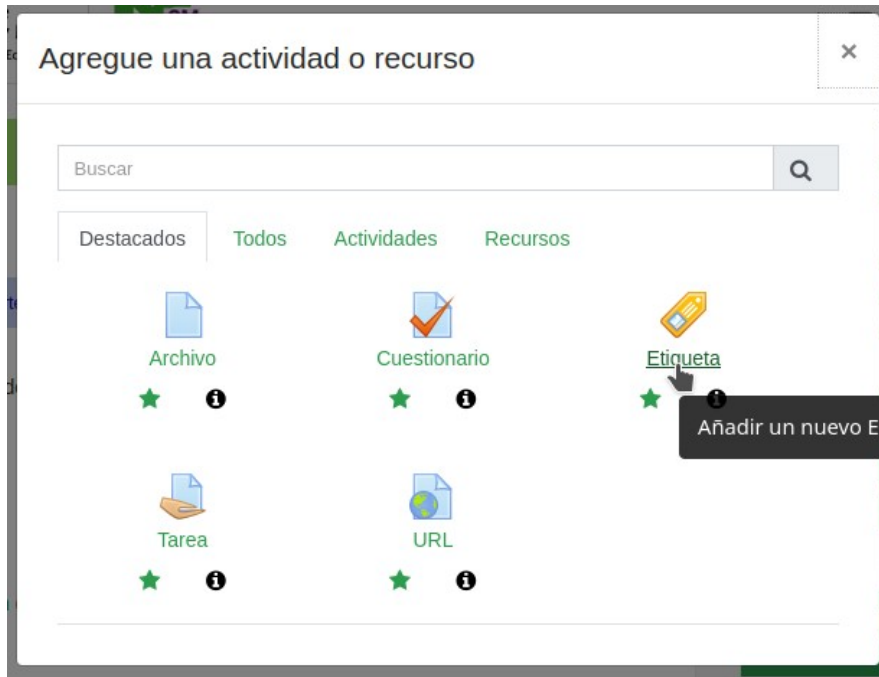 Agregue una actividad o recurso
×
Buscar
Destacados Todos Actividades Recursos
Archivo Cuestionario Etiqueta
Añadir un nuevo E
Tarea URL